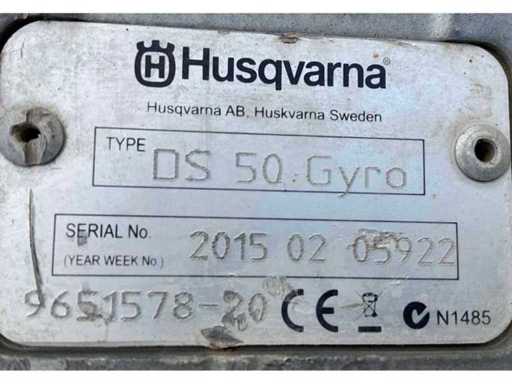 Husqvarna®
Husqvarna AB, Huskvarna Sweden
TYPE DS 50 Gyro
SERIAL No.
(YEAR WEEK No.) 2015 02 05922
9651578-20 CE N1485